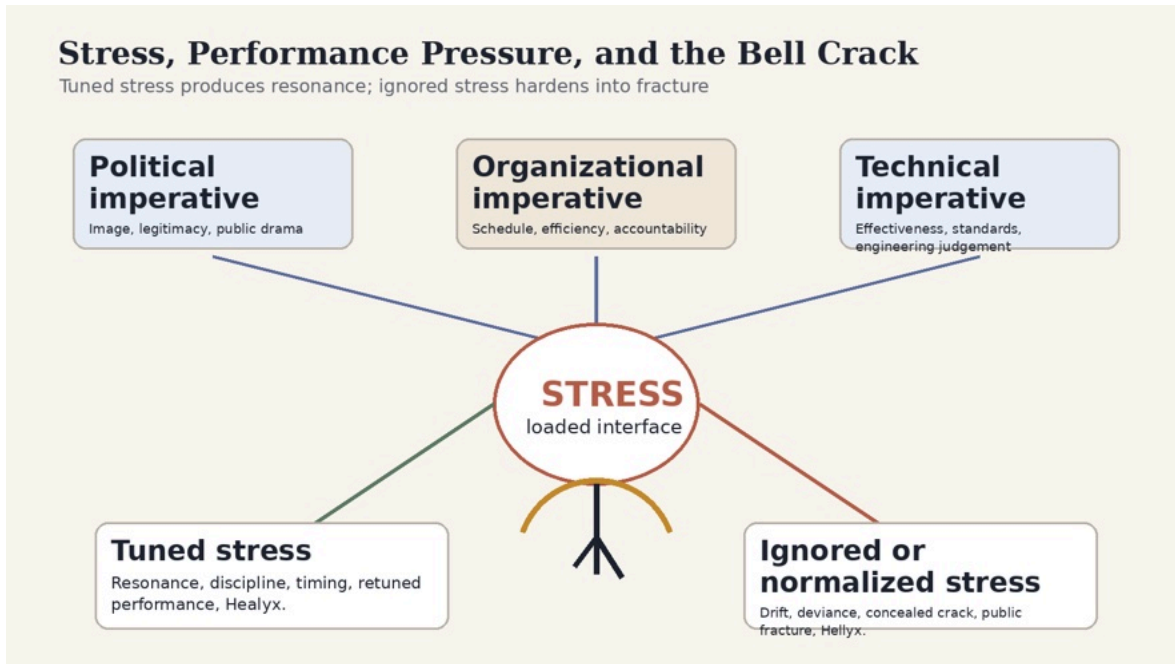 Stress, Performance Pressure, and the Bell Crack
Tuned stress produces resonance; ignored stress hardens into fracture
Political
imperative
Image, legitimacy, public drama
Organizational
imperative
Schedule, efficiency, accountability
Technical
imperative
Effectiveness, standards,
engineering judgement
STRESS
loaded interface
Tuned stress
Resonance, discipline, timing, retuned
performance, Healyx.
Ignored or
normalized stress
Drift, deviance, concealed crack, public
fracture, Hellyx.